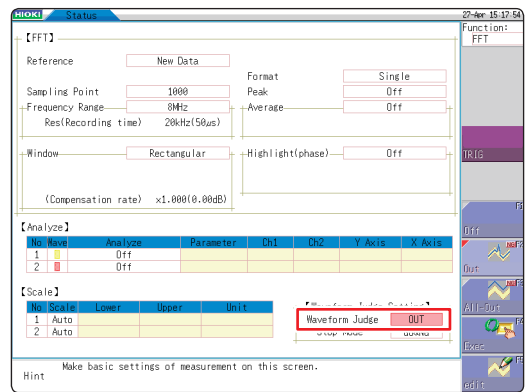 HIOKI Status 27-Apr 15:17:54
Function:
FFT
【FFT】
Reference New Data
Format Single
Sampling Point 1000 Peak Off
Frequency Range 8MHz Average Off
Res(Recording time) 20kHz(50μs)
Window Rectangular Highlight(phase) Off
TRIG
(Compensation rate) ×1.000(0.00dB)
【Analyze】
No Wave Analyze Parameter Ch1 Ch2 Y Axis X Axis
1 Off
2 Off
【Scale】
No Scale Lower Upper Unit
1 Auto
2 Auto
Waveform Judge OUT
Off
NG F2
Out
NG
All-Out
Exec
edit
Make basic settings of measurement on this screen.
Hint